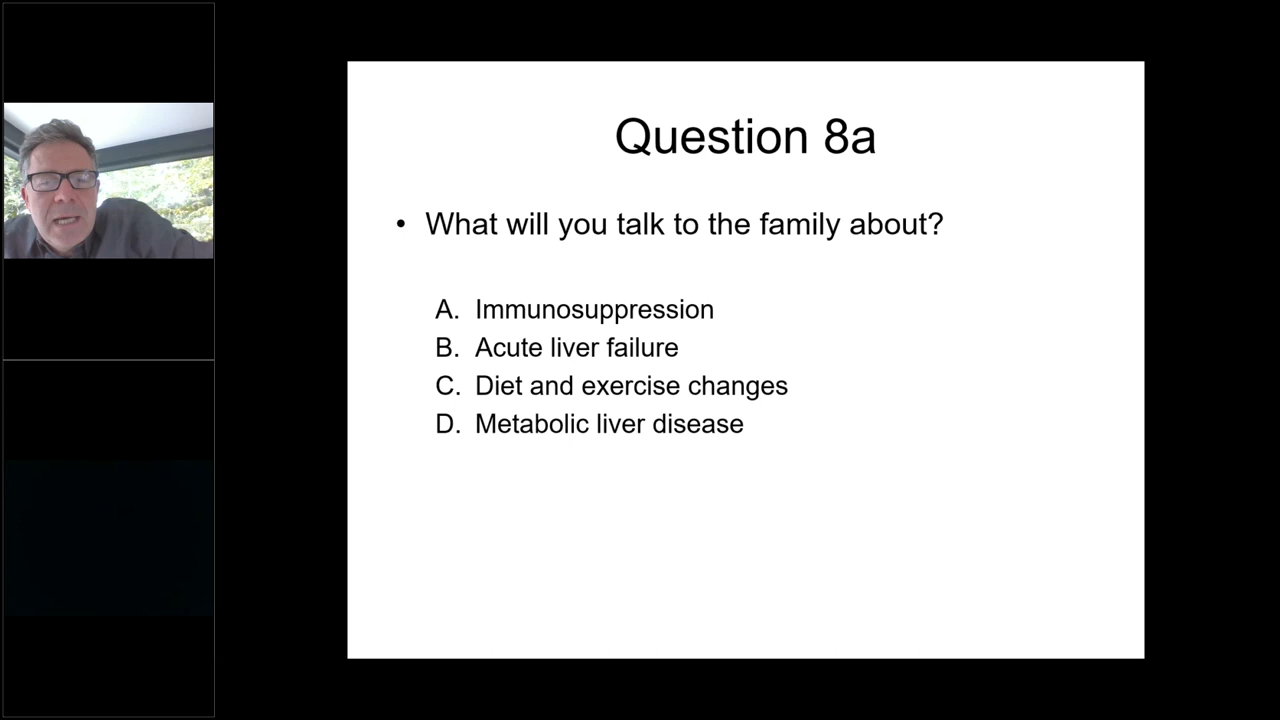 Question 8a
• What will you talk to the family about?
A. Immunosuppression
B. Acute liver failure
C. Diet and exercise changes
D. Metabolic liver disease